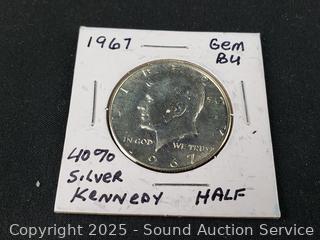 1967 Gem
BU
LIBERTY
IN GOD WE TRUST
1967
40%
SILVER
KENNEDY HALF
Copyright 2025 - Sound Auction Service